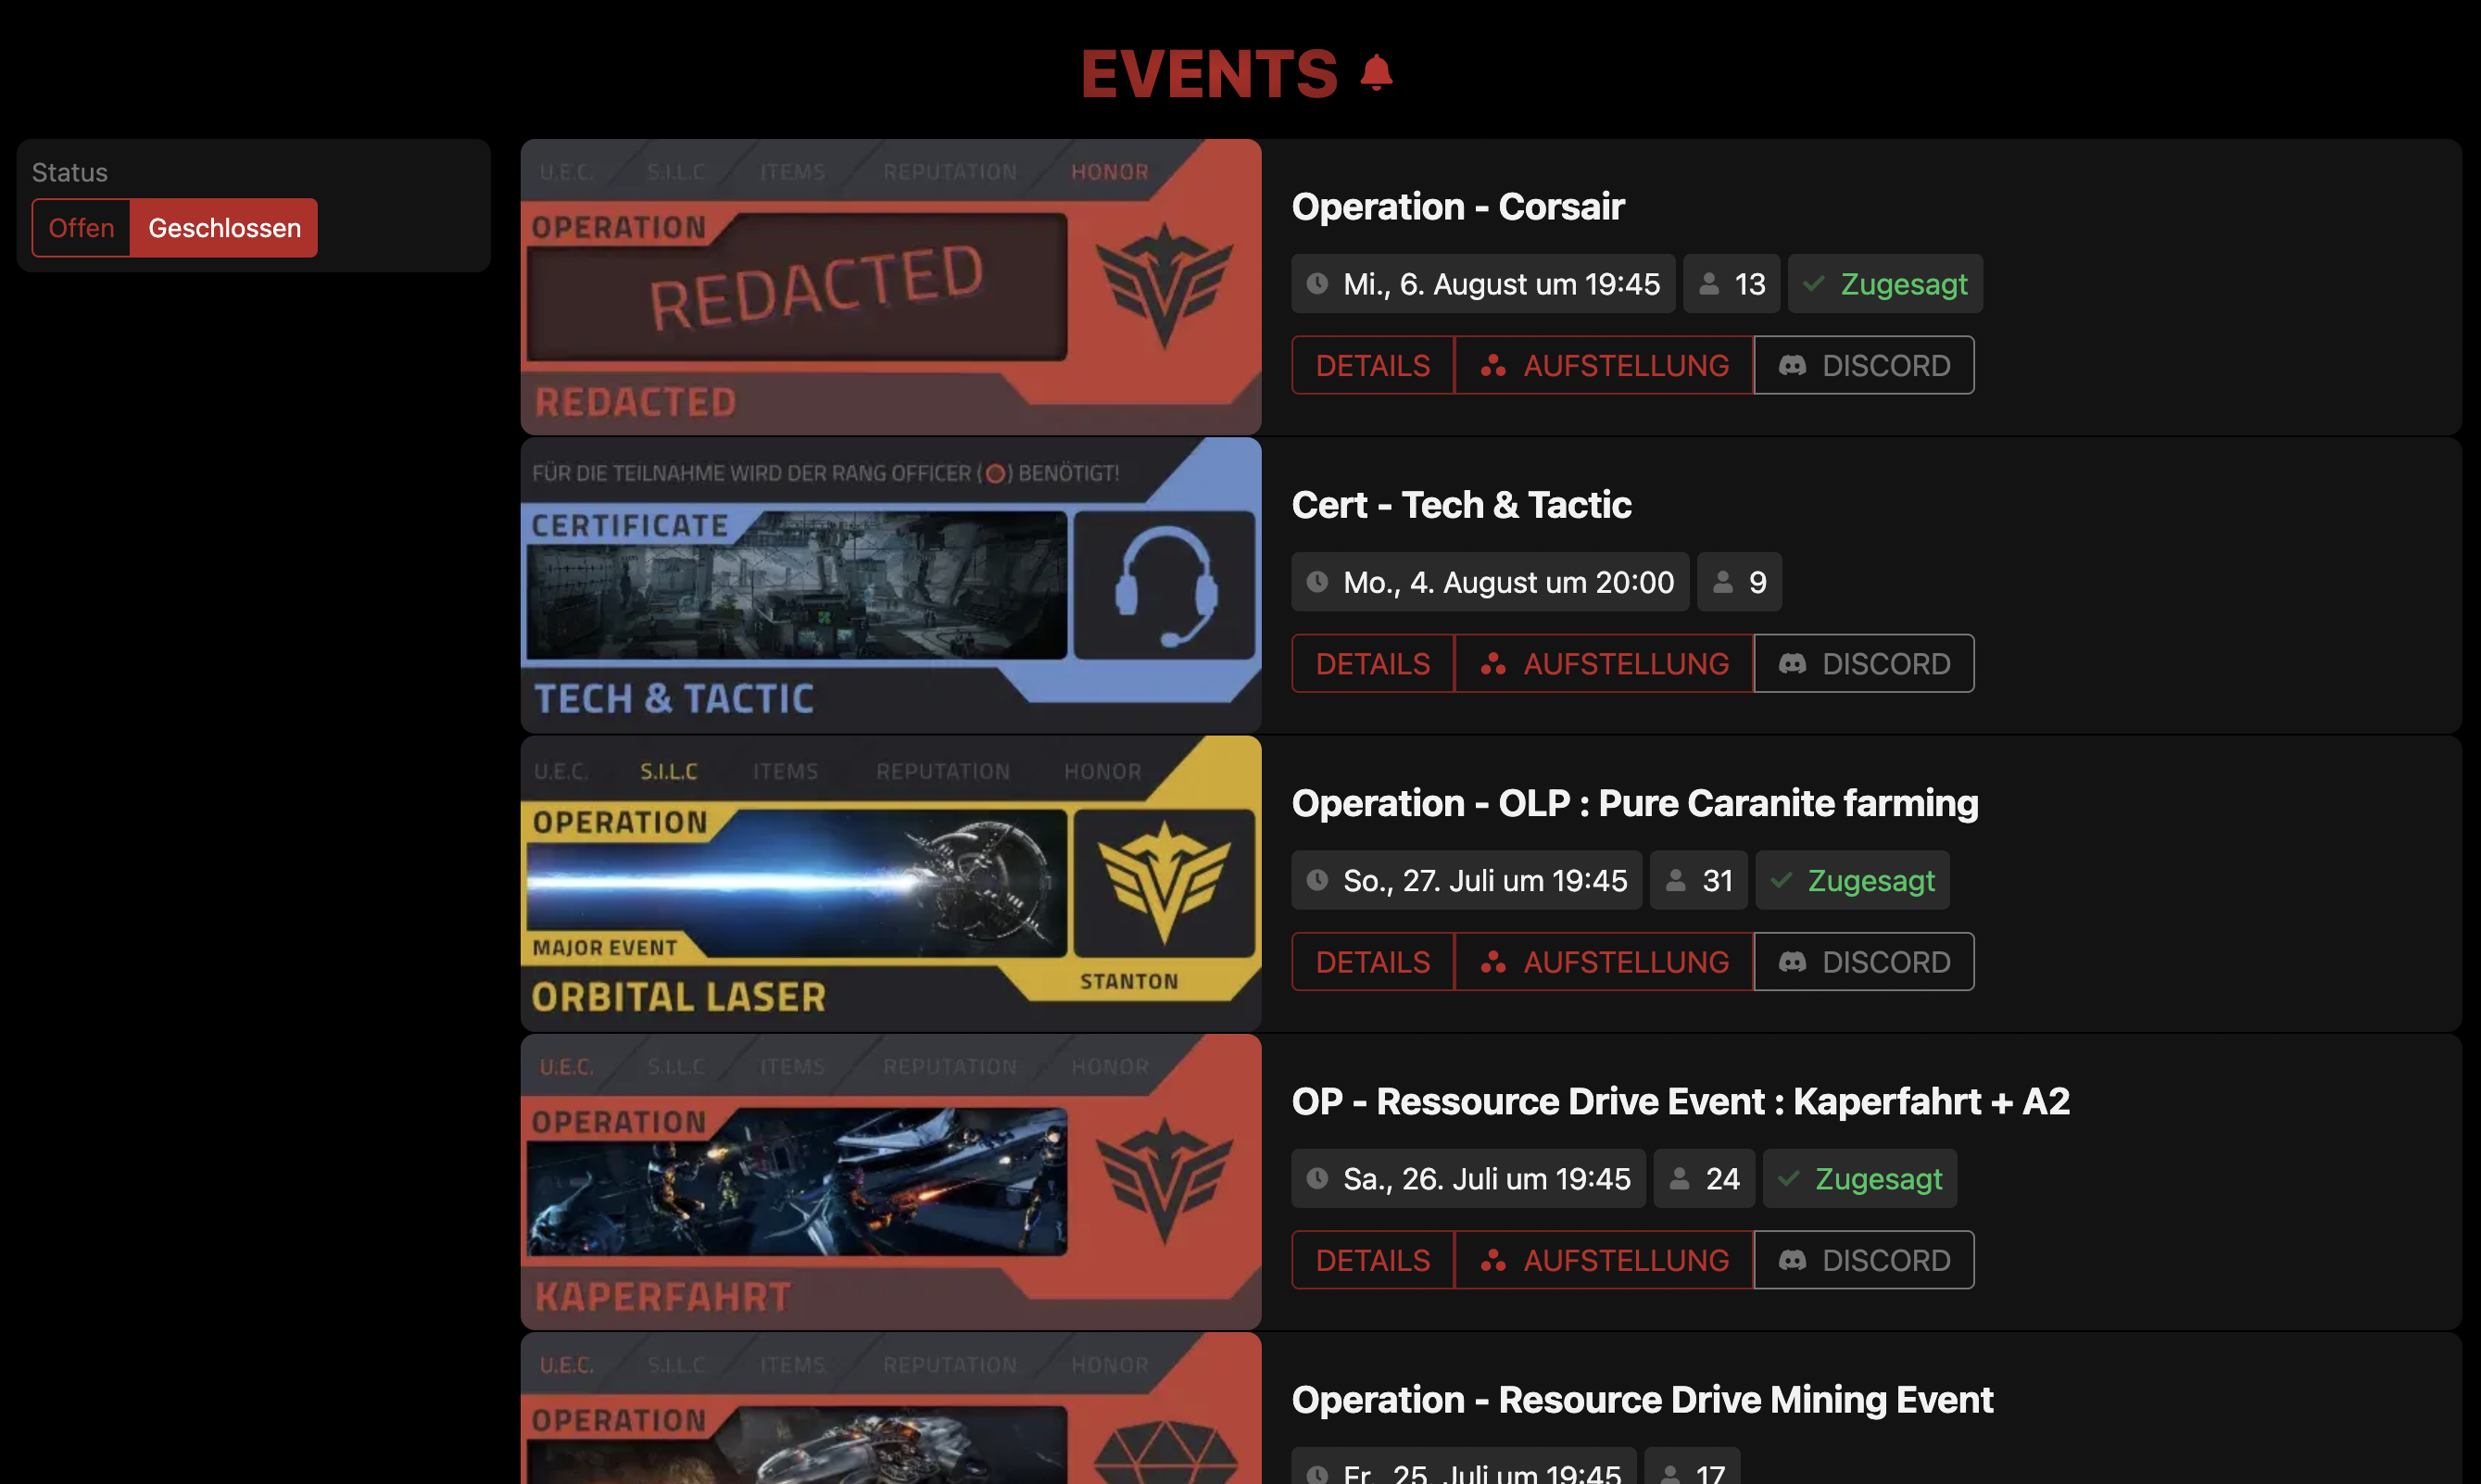 EVENTS
Status
Offen Geschlossen
U.E.C. S.I.L.C ITEMS REPUTATION HONOR
OPERATION
REDACTED
REDACTED
Operation - Corsair
Mi., 6. August um 19:45 13 Zugesagt
DETAILS AUFSTELLUNG DISCORD
FÜR DIE TEILNAHME WIRD DER RANG OFFICER ( ) BENÖTIGT!
CERTIFICATE
TECH & TACTIC
Cert - Tech & Tactic
Mo., 4. August um 20:00 9
DETAILS AUFSTELLUNG DISCORD
U.E.C. S.I.L.C ITEMS REPUTATION HONOR
OPERATION
MAJOR EVENT
STANTON
ORBITAL LASER
Operation - OLP : Pure Caranite farming
So., 27. Juli um 19:45 31 Zugesagt
DETAILS AUFSTELLUNG DISCORD
U.E.C. S.I.L.C ITEMS REPUTATION HONOR
OPERATION
KAPERFAHRT
OP - Ressource Drive Event : Kaperfahrt + A2
Sa., 26. Juli um 19:45 24 Zugesagt
DETAILS AUFSTELLUNG DISCORD
U.E.C. S.I.L.C ITEMS REPUTATION HONOR
OPERATION
Operation - Resource Drive Mining Event
Fr., 25. Juli um 19:45 17